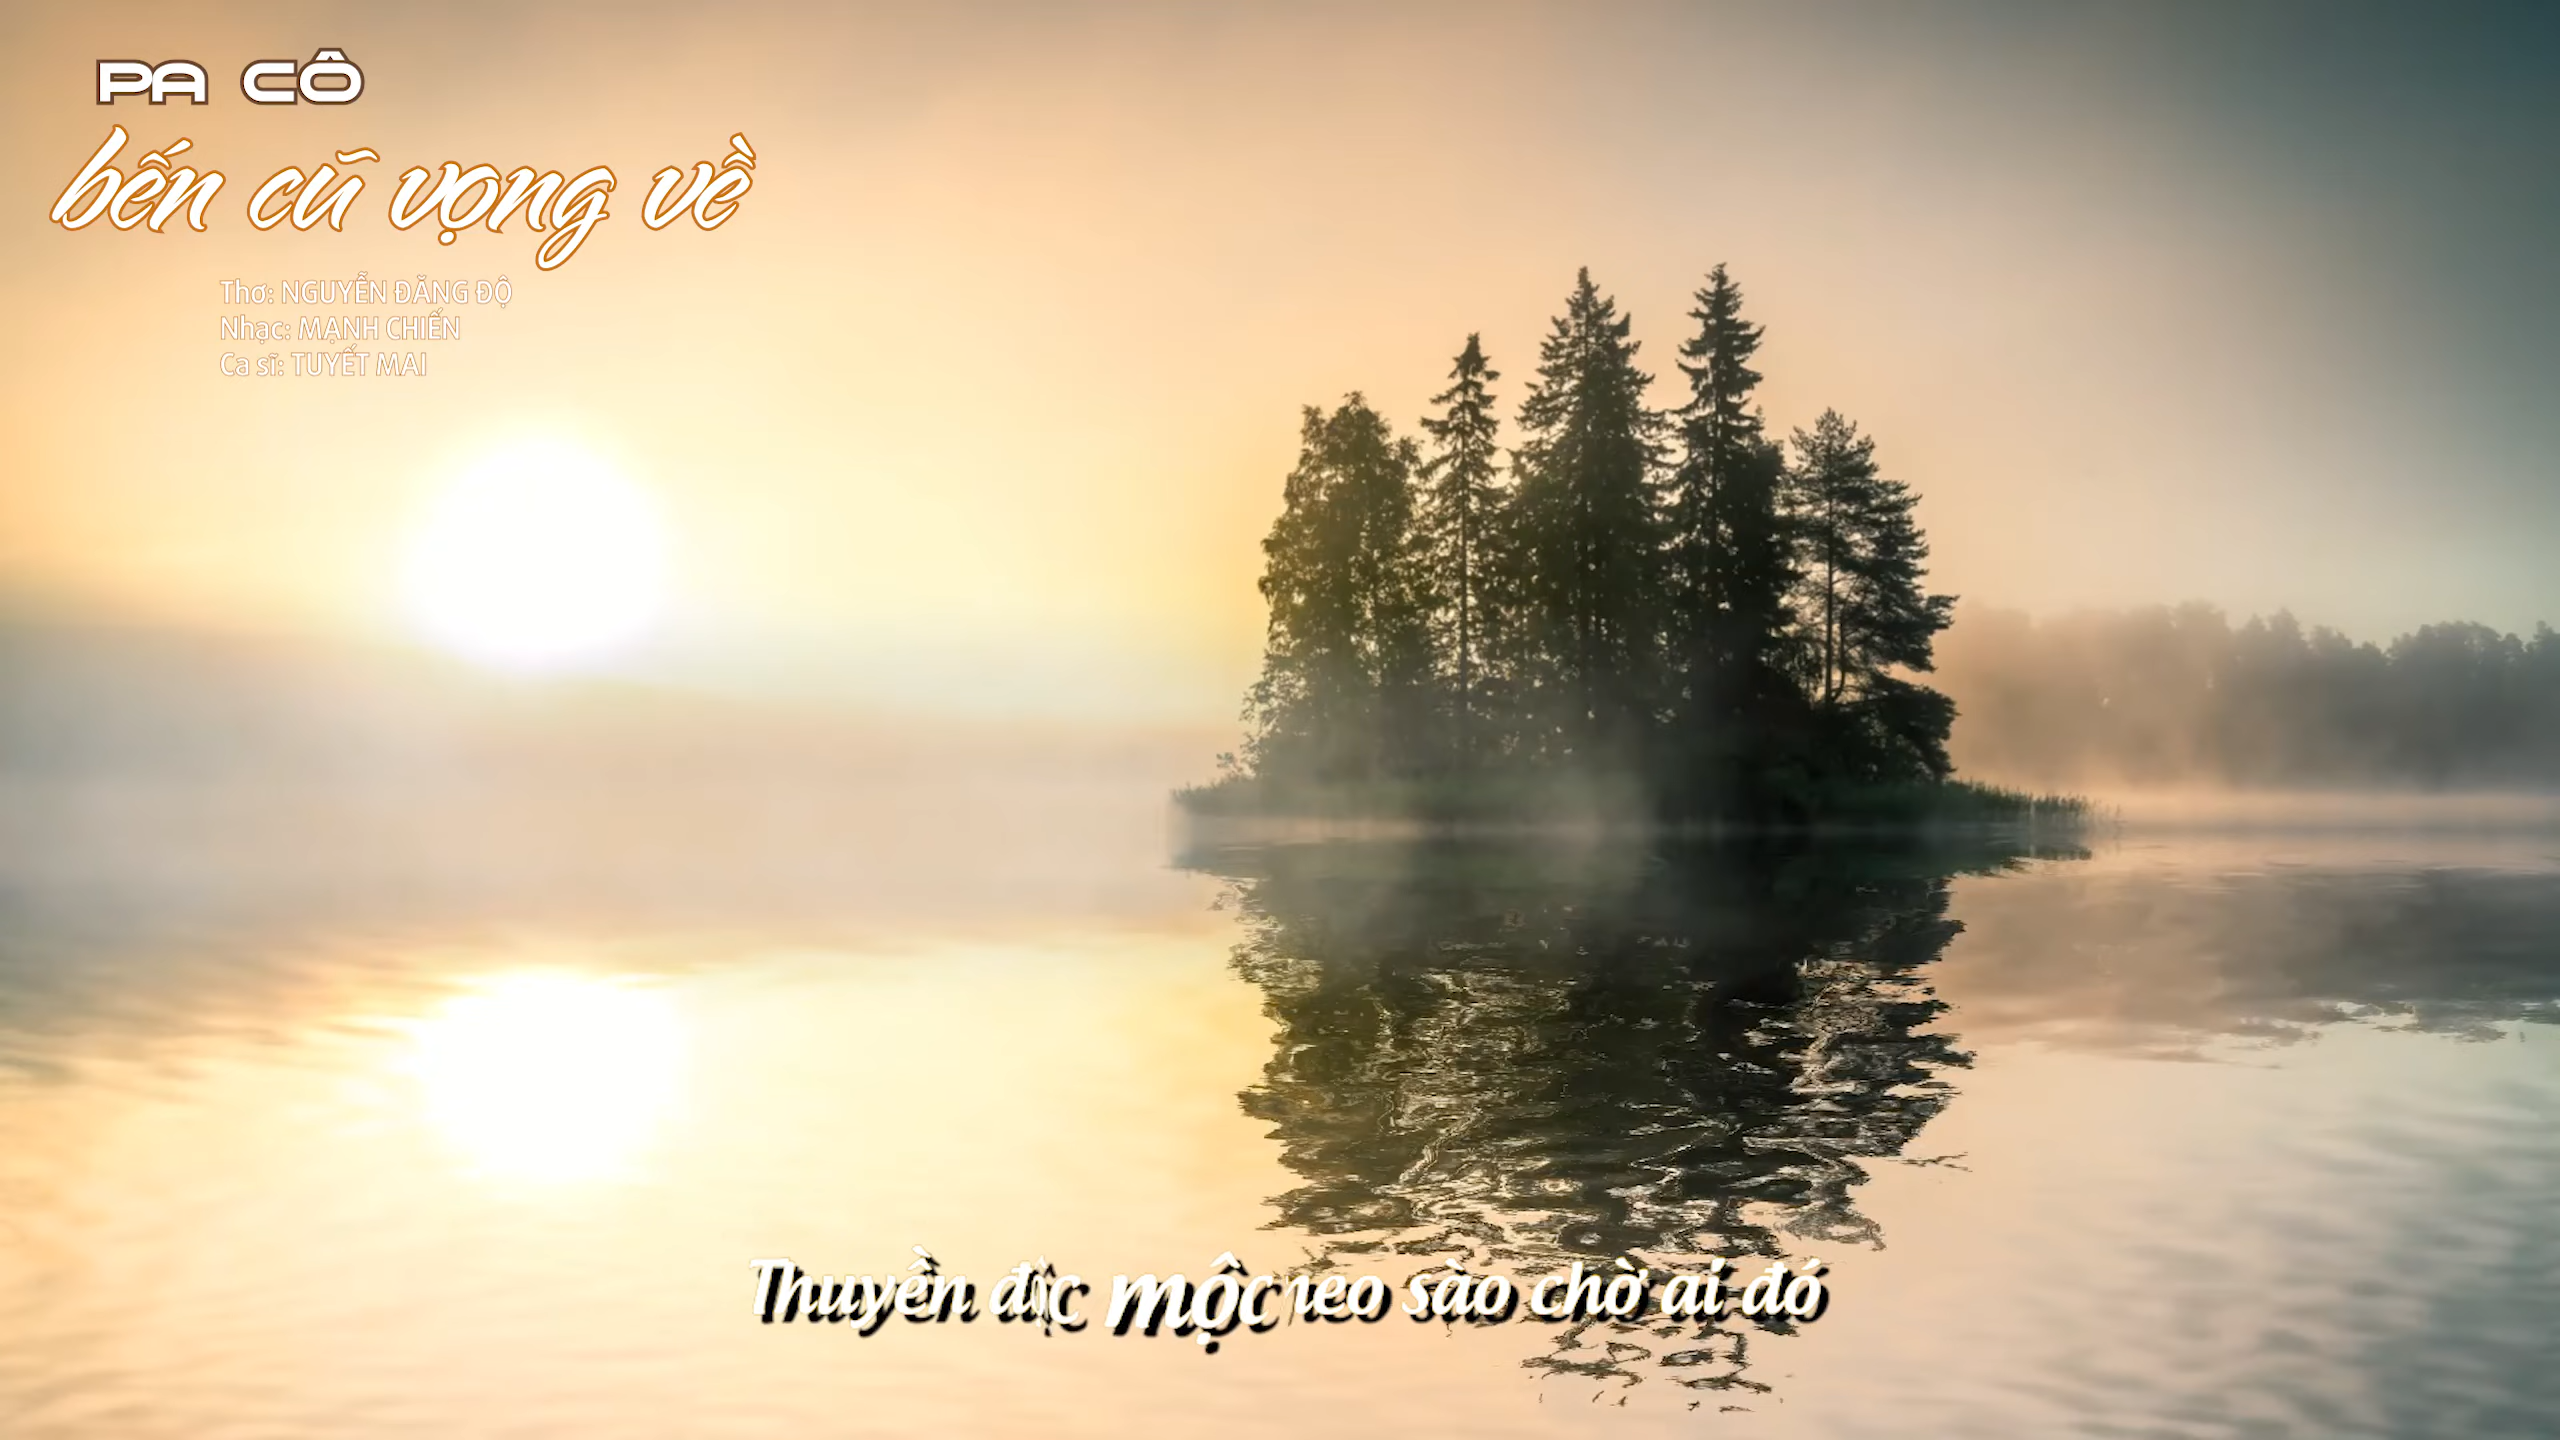 PA CÔ
bến cũ vọng về
Thơ: NGUYỄN ĐĂNG ĐỘ
Nhạc: MẠNH CHIẾN
Ca sĩ: TUYẾT MAI
Thuyền độc mộc neo sào chờ ai đó